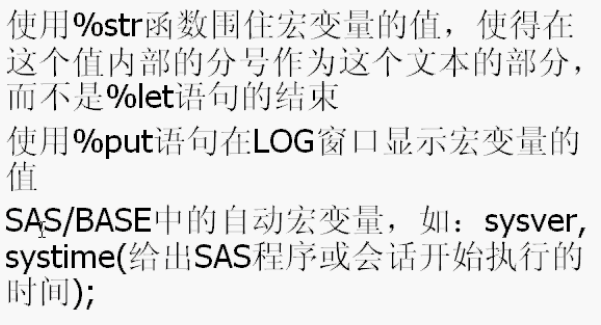 使用%str函数围住宏变量的值，使得在
这个值内部的分号作为这个文本的部分，
而不是%let语句的结束
使用%put语句在LOG窗口显示宏变量的
值
SAS/BASE中的自动宏变量，如：sysver,
systime(给出SAS程序或会话开始执行的
时间);